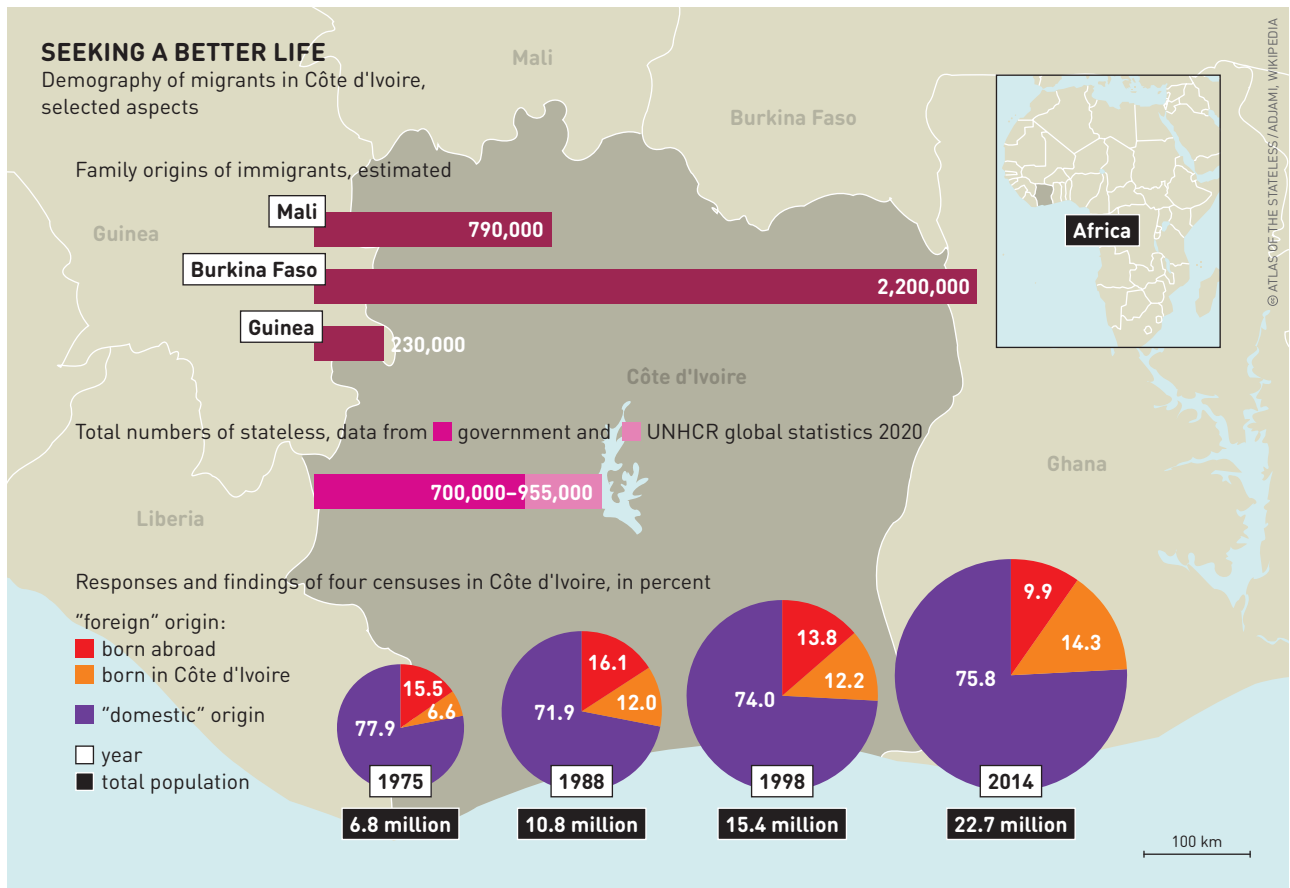 SEEKING A BETTER LIFE
Demography of migrants in Côte d'Ivoire,
selected aspects
Mali
Burkina Faso
Guinea
Côte d'Ivoire
Ghana
Liberia
Africa
© ATLAS OF THE STATELESS / ADJAMI, WIKIPEDIA
Family origins of immigrants, estimated
Mali
790,000
Burkina Faso
2,200,000
Guinea
230,000
Total numbers of stateless, data from government and UNHCR global statistics 2020
700,000–955,000
Responses and findings of four censuses in Côte d'Ivoire, in percent
"foreign" origin:
born abroad
born in Côte d'Ivoire
"domestic" origin
year
total population
15.5
6.6
77.9
1975
6.8 million
16.1
12.0
71.9
1988
10.8 million
13.8
12.2
74.0
1998
15.4 million
9.9
14.3
75.8
2014
22.7 million
100 km